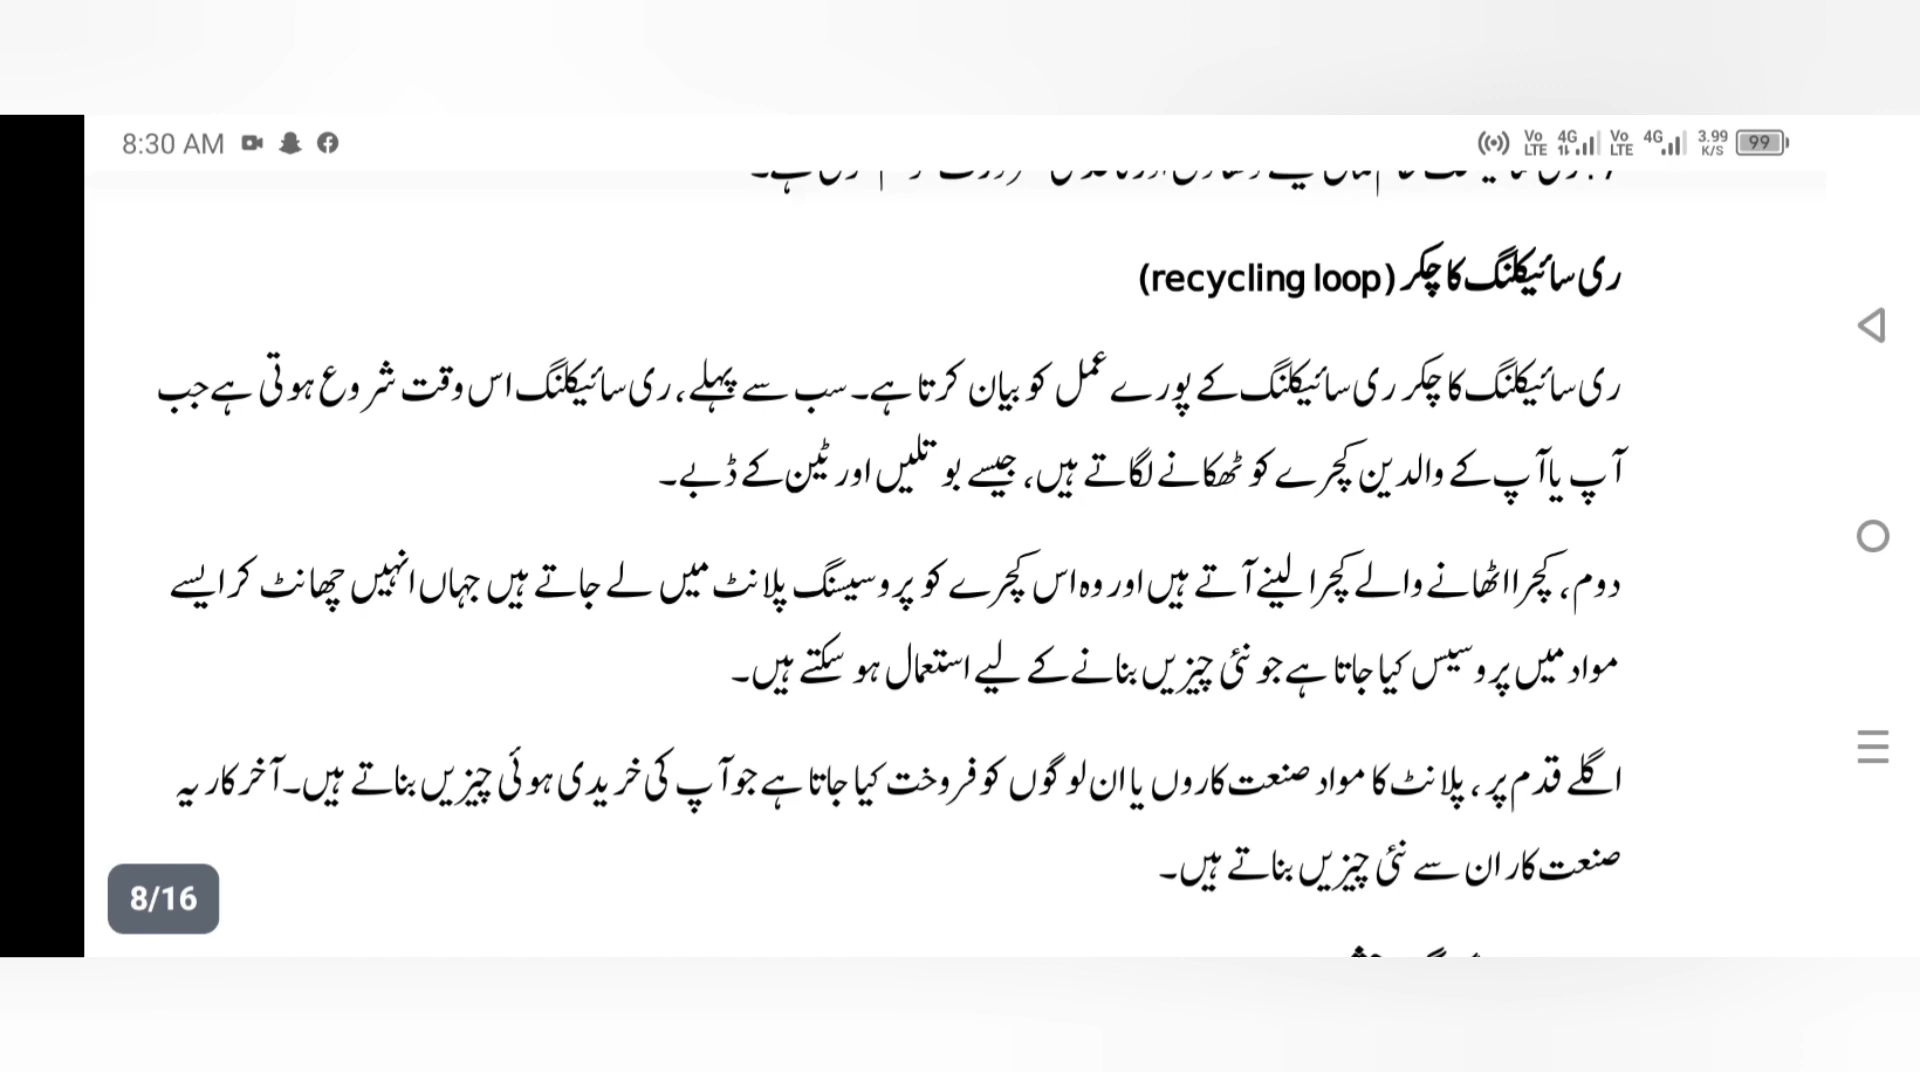 8:30 AM
Vo LTE 4G Vo LTE 4G 3.99 K/S 99
ری سائیکلنگ کا چکر (recycling loop)
ری سائیکلنگ کا چکر ری سائیکلنگ کے پورے عمل کو بیان کرتا ہے۔ سب سے پہلے، ری سائیکلنگ اس وقت شروع ہوتی ہے جب
آپ یا آپ کے والدین کچرے کو ٹھکانے لگاتے ہیں، جیسے بوتلیں اور ٹین کے ڈبے۔
دوم، کچرا اٹھانے والے کچرا لینے آتے ہیں اور وہ اس کچرے کو پروسیسنگ پلانٹ میں لے جاتے ہیں جہاں انہیں چھانٹ کر ایسے
مواد میں پروسیس کیا جاتا ہے جو نئی چیزیں بنانے کے لیے استعمال ہو سکتے ہیں۔
اگلے قدم پر، پلانٹ کا مواد صنعت کاروں یا ان لوگوں کو فروخت کیا جاتا ہے جو آپ کی خریدی ہوئی چیزیں بناتے ہیں۔ آخر کار یہ
صنعت کار ان سے نئی چیزیں بناتے ہیں۔
8/16